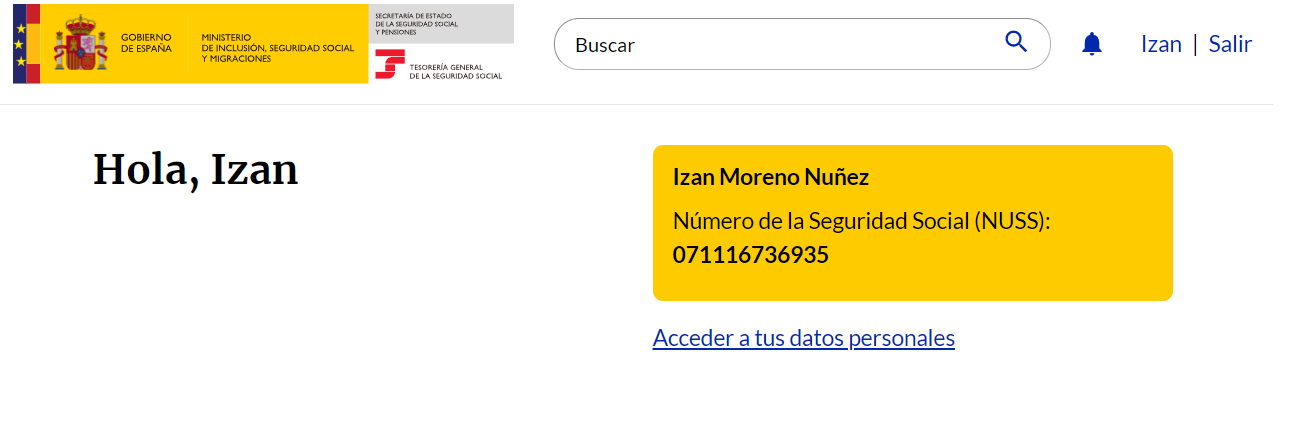 GOBIERNO
DE ESPAÑA
MINISTERIO
DE INCLUSIÓN, SEGURIDAD SOCIAL
Y MIGRACIONES
SECRETARÍA DE ESTADO
DE LA SEGURIDAD SOCIAL
Y PENSIONES
TESORERÍA GENERAL
DE LA SEGURIDAD SOCIAL
Buscar
Izan | Salir
Hola, Izan
Izan Moreno Nuñez
Número de la Seguridad Social (NUSS):
071116736935
Acceder a tus datos personales